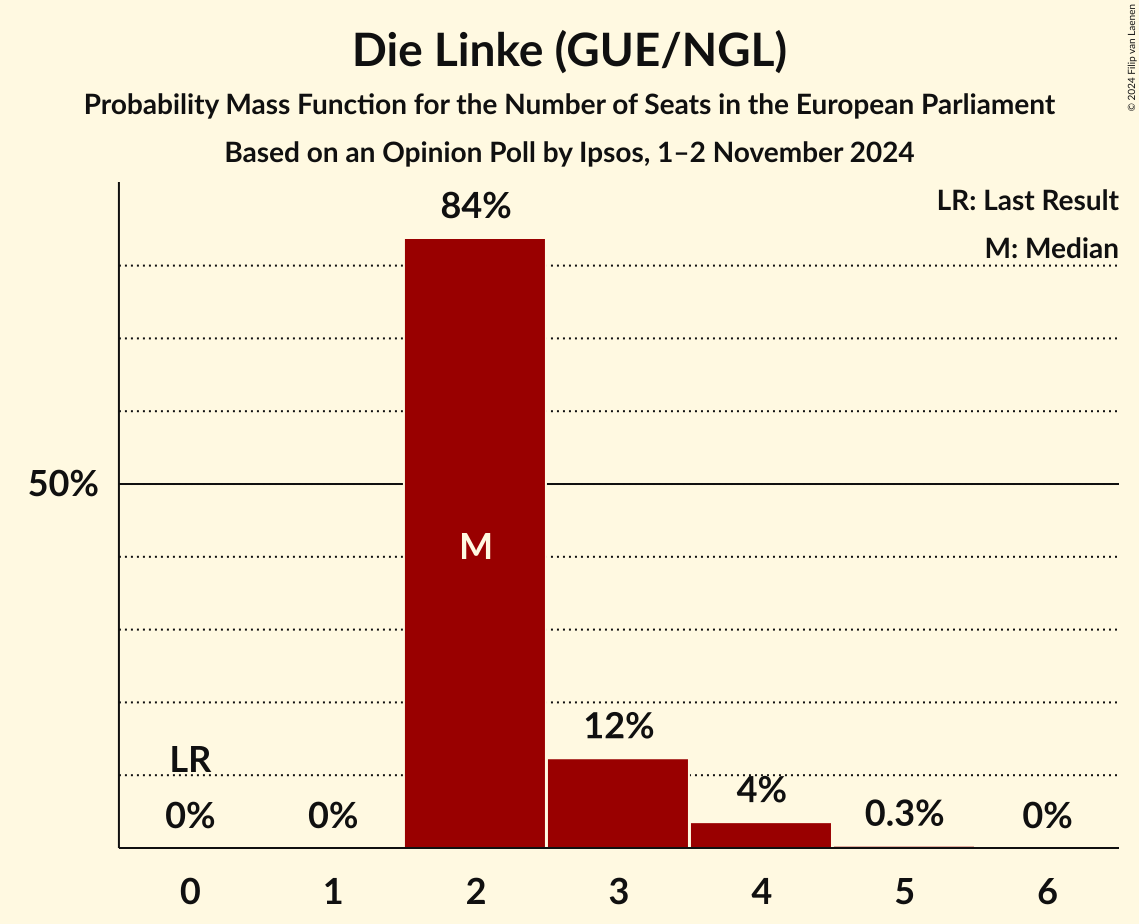 Die Linke (GUE/NGL)
Probability Mass Function for the Number of Seats in the European Parliament
Based on an Opinion Poll by Ipsos, 1–2 November 2024
© 2024 Filip van Laenen
LR: Last Result
M: Median
84%
50%
M
12%
LR
4%
0%
0%
0.3%
0%
0
1
2
3
4
5
6